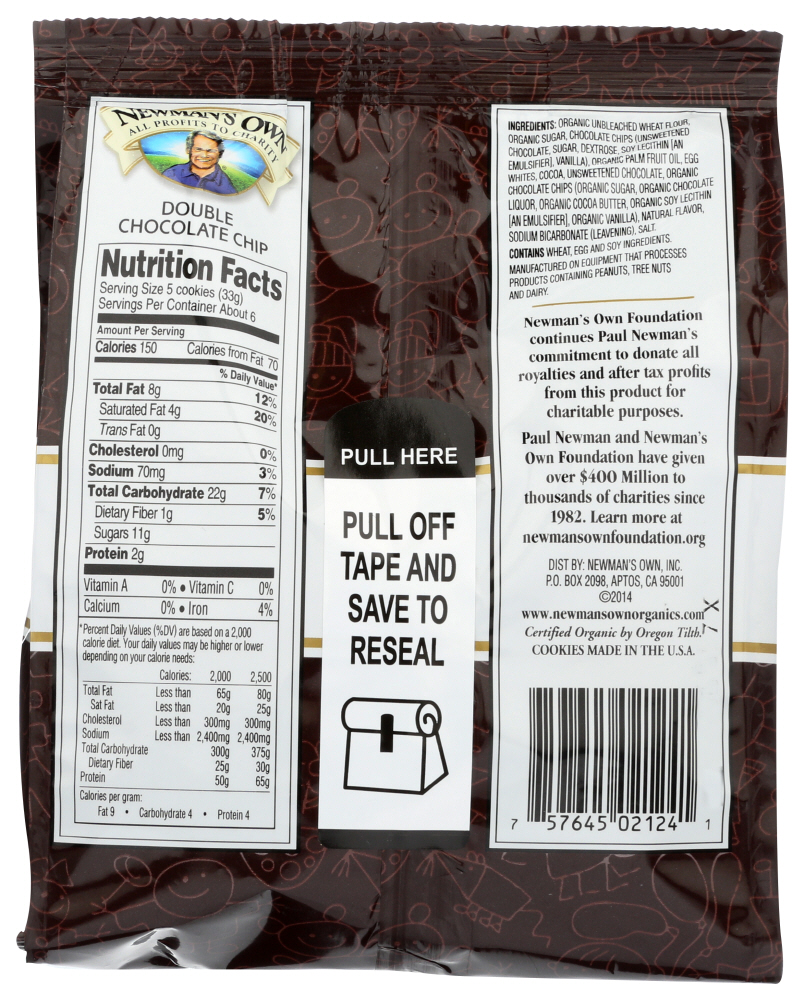 NEWMAN'S OWN
ALL PROFITS TO CHARITY
DOUBLE
CHOCOLATE CHIP
Nutrition Facts
Serving Size 5 cookies (33g)
Servings Per Container About 6
Amount Per Serving
Calories 150 Calories from Fat 70
% Daily Value*
Total Fat 8g 12%
Saturated Fat 4g 20%
Trans Fat 0g
Cholesterol 0mg 0%
Sodium 70mg 3%
Total Carbohydrate 22g 7%
Dietary Fiber 1g 5%
Sugars 11g
Protein 2g
Vitamin A 0% • Vitamin C 0%
Calcium 0% • Iron 4%
*Percent Daily Values (%DV) are based on a 2,000
calorie diet. Your daily values may be higher or lower
depending on your calorie needs:
Calories: 2,000 2,500
Total Fat Less than 65g 80g
Sat Fat Less than 20g 25g
Cholesterol Less than 300mg 300mg
Sodium Less than 2,400mg 2,400mg
Total Carbohydrate 300g 375g
Dietary Fiber 25g 30g
Protein 50g 65g
Calories per gram:
Fat 9 • Carbohydrate 4 • Protein 4
PULL HERE
PULL OFF
TAPE AND
SAVE TO
RESEAL
INGREDIENTS: ORGANIC UNBLEACHED WHEAT FLOUR,
ORGANIC SUGAR, CHOCOLATE CHIPS (UNSWEETENED
CHOCOLATE, SUGAR, DEXTROSE, SOY LECITHIN [AN
EMULSIFIER], VANILLA), ORGANIC PALM FRUIT OIL, EGG
WHITES, COCOA, UNSWEETENED CHOCOLATE, ORGANIC
CHOCOLATE CHIPS (ORGANIC SUGAR, ORGANIC CHOCOLATE
LIQUOR, ORGANIC COCOA BUTTER, ORGANIC SOY LECITHIN
[AN EMULSIFIER], ORGANIC VANILLA), NATURAL FLAVOR,
SODIUM BICARBONATE (LEAVENING), SALT.
CONTAINS WHEAT, EGG AND SOY INGREDIENTS.
MANUFACTURED ON EQUIPMENT THAT PROCESSES
PRODUCTS CONTAINING PEANUTS, TREE NUTS
AND DAIRY.
Newman's Own Foundation
continues Paul Newman's
commitment to donate all
royalties and after tax profits
from this product for
charitable purposes.
Paul Newman and Newman's
Own Foundation have given
over $400 Million to
thousands of charities since
1982. Learn more at
newmansownfoundation.org
DIST BY: NEWMAN'S OWN, INC.
P.O. BOX 2098, APTOS, CA 95001
©2014
www.newmansownorganics.com
Certified Organic by Oregon Tilth.
COOKIES MADE IN THE U.S.A.
7 57645 02124 1